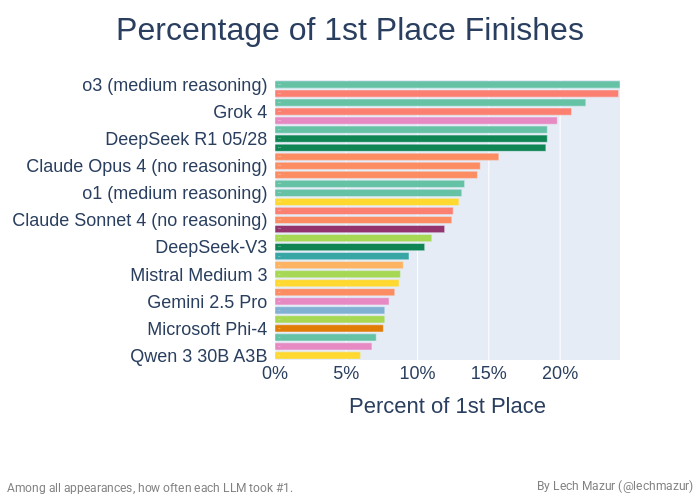 Percentage of 1st Place Finishes
o3 (medium reasoning)
Grok 4
DeepSeek R1 05/28
Claude Opus 4 (no reasoning)
o1 (medium reasoning)
Claude Sonnet 4 (no reasoning)
DeepSeek-V3
Mistral Medium 3
Gemini 2.5 Pro
Microsoft Phi-4
Qwen 3 30B A3B
0% 5% 10% 15% 20%
Percent of 1st Place
Among all appearances, how often each LLM took #1.
By Lech Mazur (@lechmazur)